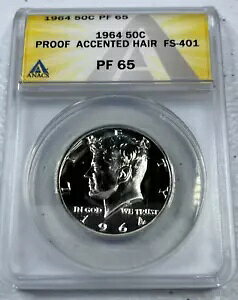 1964 50C PF 65
1964 50C
PROOF ACCENTED HAIR FS-401
PF 65
ANACS
L E Y
IN GOD WE TRUST
1964